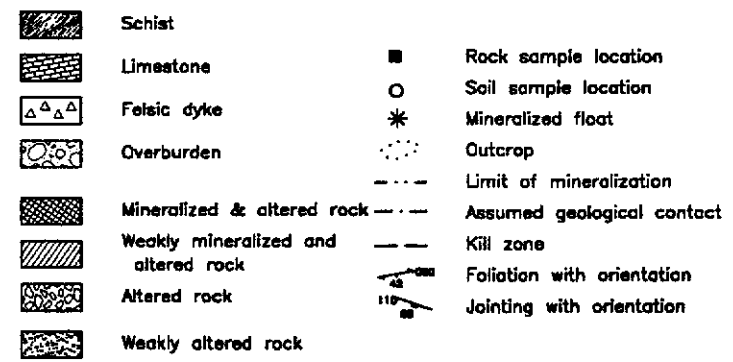 Schist
Limestone
Felsic dyke
Overburden
Mineralized & altered rock
Weakly mineralized and
altered rock
Altered rock
Weakly altered rock
Rock sample location
Soil sample location
Mineralized float
Outcrop
Limit of mineralization
Assumed geological contact
Kill zone
42
Foliation with orientation
110
Jointing with orientation